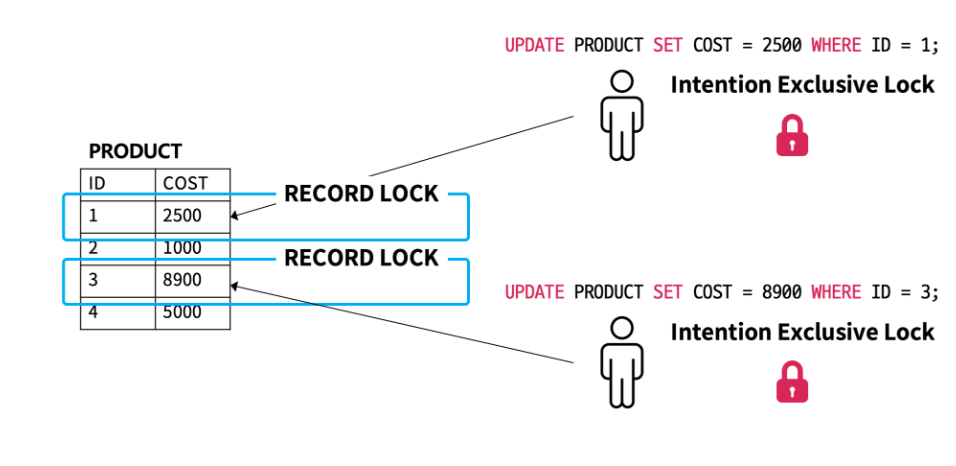 UPDATE PRODUCT SET COST = 2500 WHERE ID = 1;
Intention Exclusive Lock
PRODUCT
ID COST
RECORD LOCK
1 2500
2 1000
RECORD LOCK
3 8900
4 5000
UPDATE PRODUCT SET COST = 8900 WHERE ID = 3;
Intention Exclusive Lock